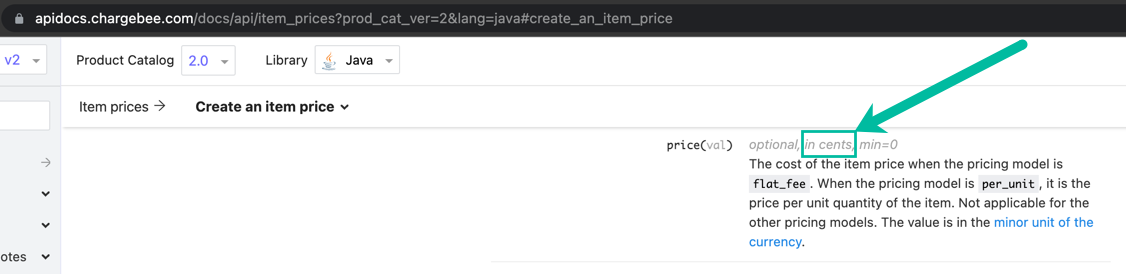 apidocs.chargebee.com/docs/api/item_prices?prod_cat_ver=2&lang=java#create_an_item_price
v2 Product Catalog 2.0 Library Java
Item prices → Create an item price
price(val) optional, in cents, min=0
The cost of the item price when the pricing model is
flat_fee. When the pricing model is per_unit, it is the
price per unit quantity of the item. Not applicable for the
other pricing models. The value is in the minor unit of the
otes currency.